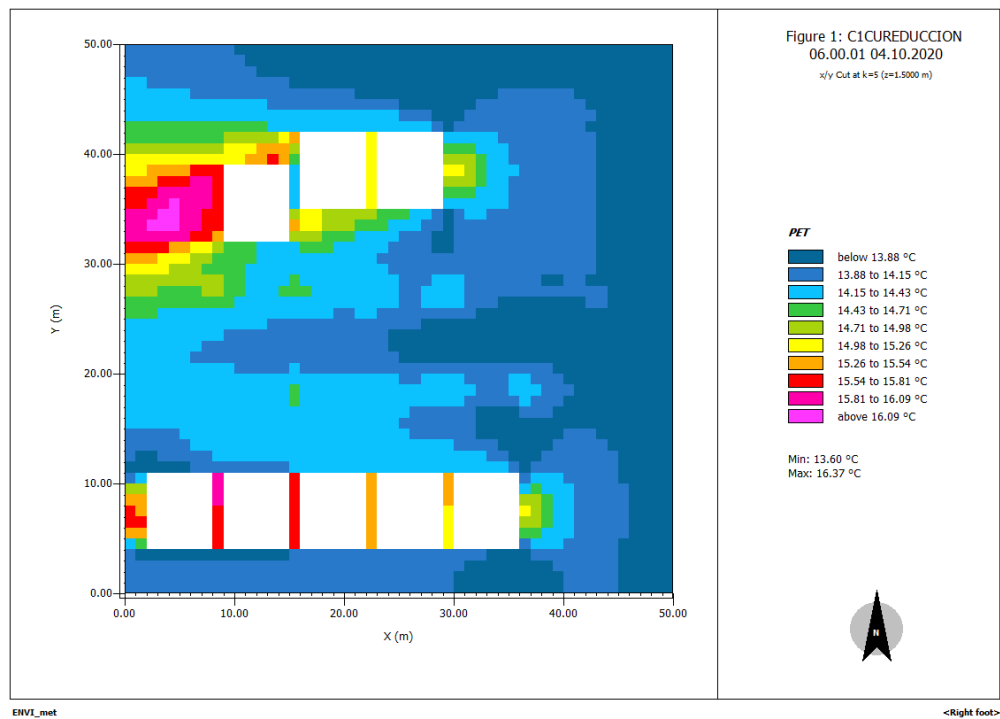 Figure 1: C1CUREDUCCION
06.00.01 04.10.2020
x/y Cut at k=5 (z=1.5000 m)
50.00
40.00
30.00
20.00
10.00
0.00
Y (m)
0.00 10.00 20.00 30.00 40.00 50.00
X (m)
PET
below 13.88 °C
13.88 to 14.15 °C
14.15 to 14.43 °C
14.43 to 14.71 °C
14.71 to 14.98 °C
14.98 to 15.26 °C
15.26 to 15.54 °C
15.54 to 15.81 °C
15.81 to 16.09 °C
above 16.09 °C
Min: 13.60 °C
Max: 16.37 °C
N
ENVI_met
<Right foot>